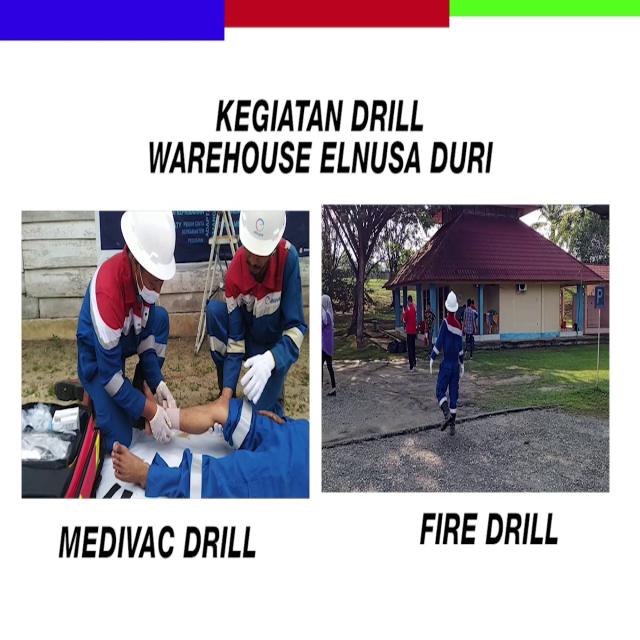 KEGIATAN DRILL
WAREHOUSE ELNUSA DURI
MEDIVAC DRILL
FIRE DRILL